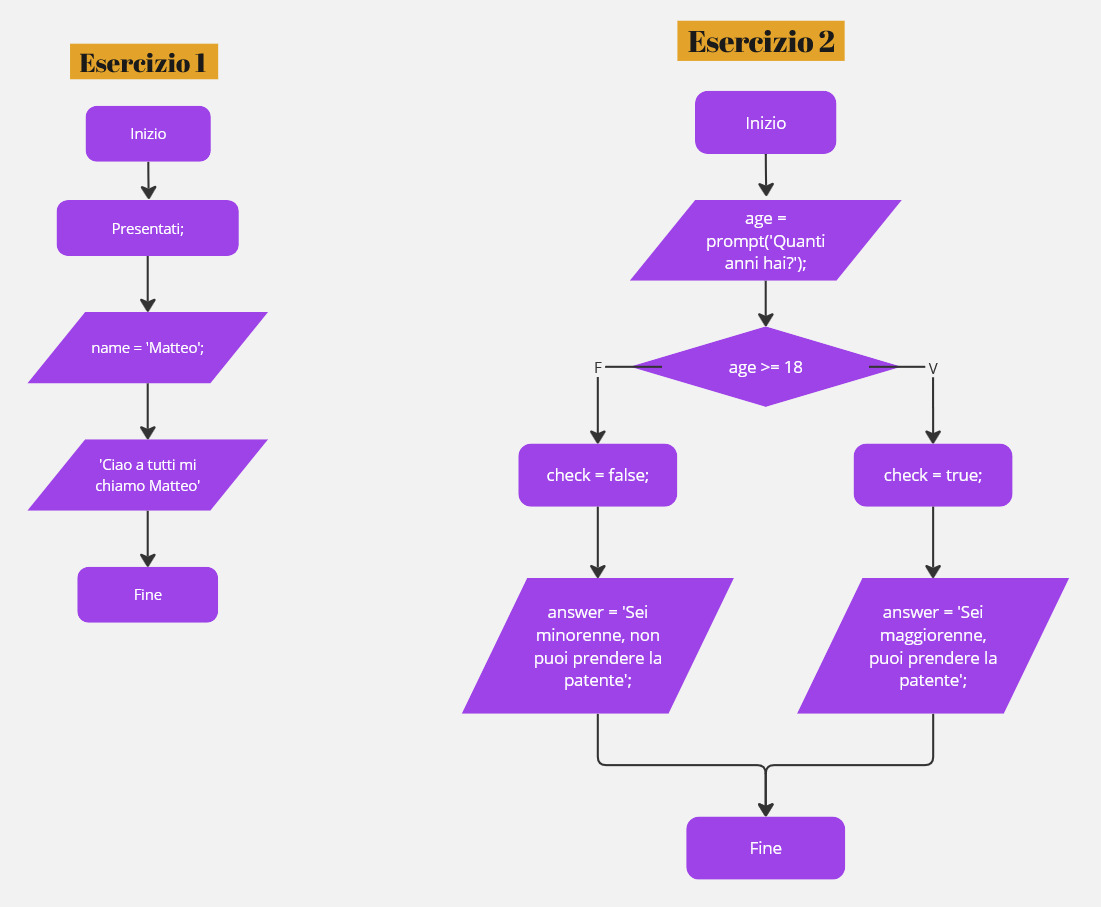 Esercizio 1
Inizio
Presentati;
name = 'Matteo';
'Ciao a tutti mi
chiamo Matteo'
Fine
Esercizio 2
Inizio
age =
prompt('Quanti
anni hai?');
age >= 18
F
V
check = false;
check = true;
answer = 'Sei
minorenne, non
puoi prendere la
patente';
answer = 'Sei
maggiorenne,
puoi prendere la
patente';
Fine